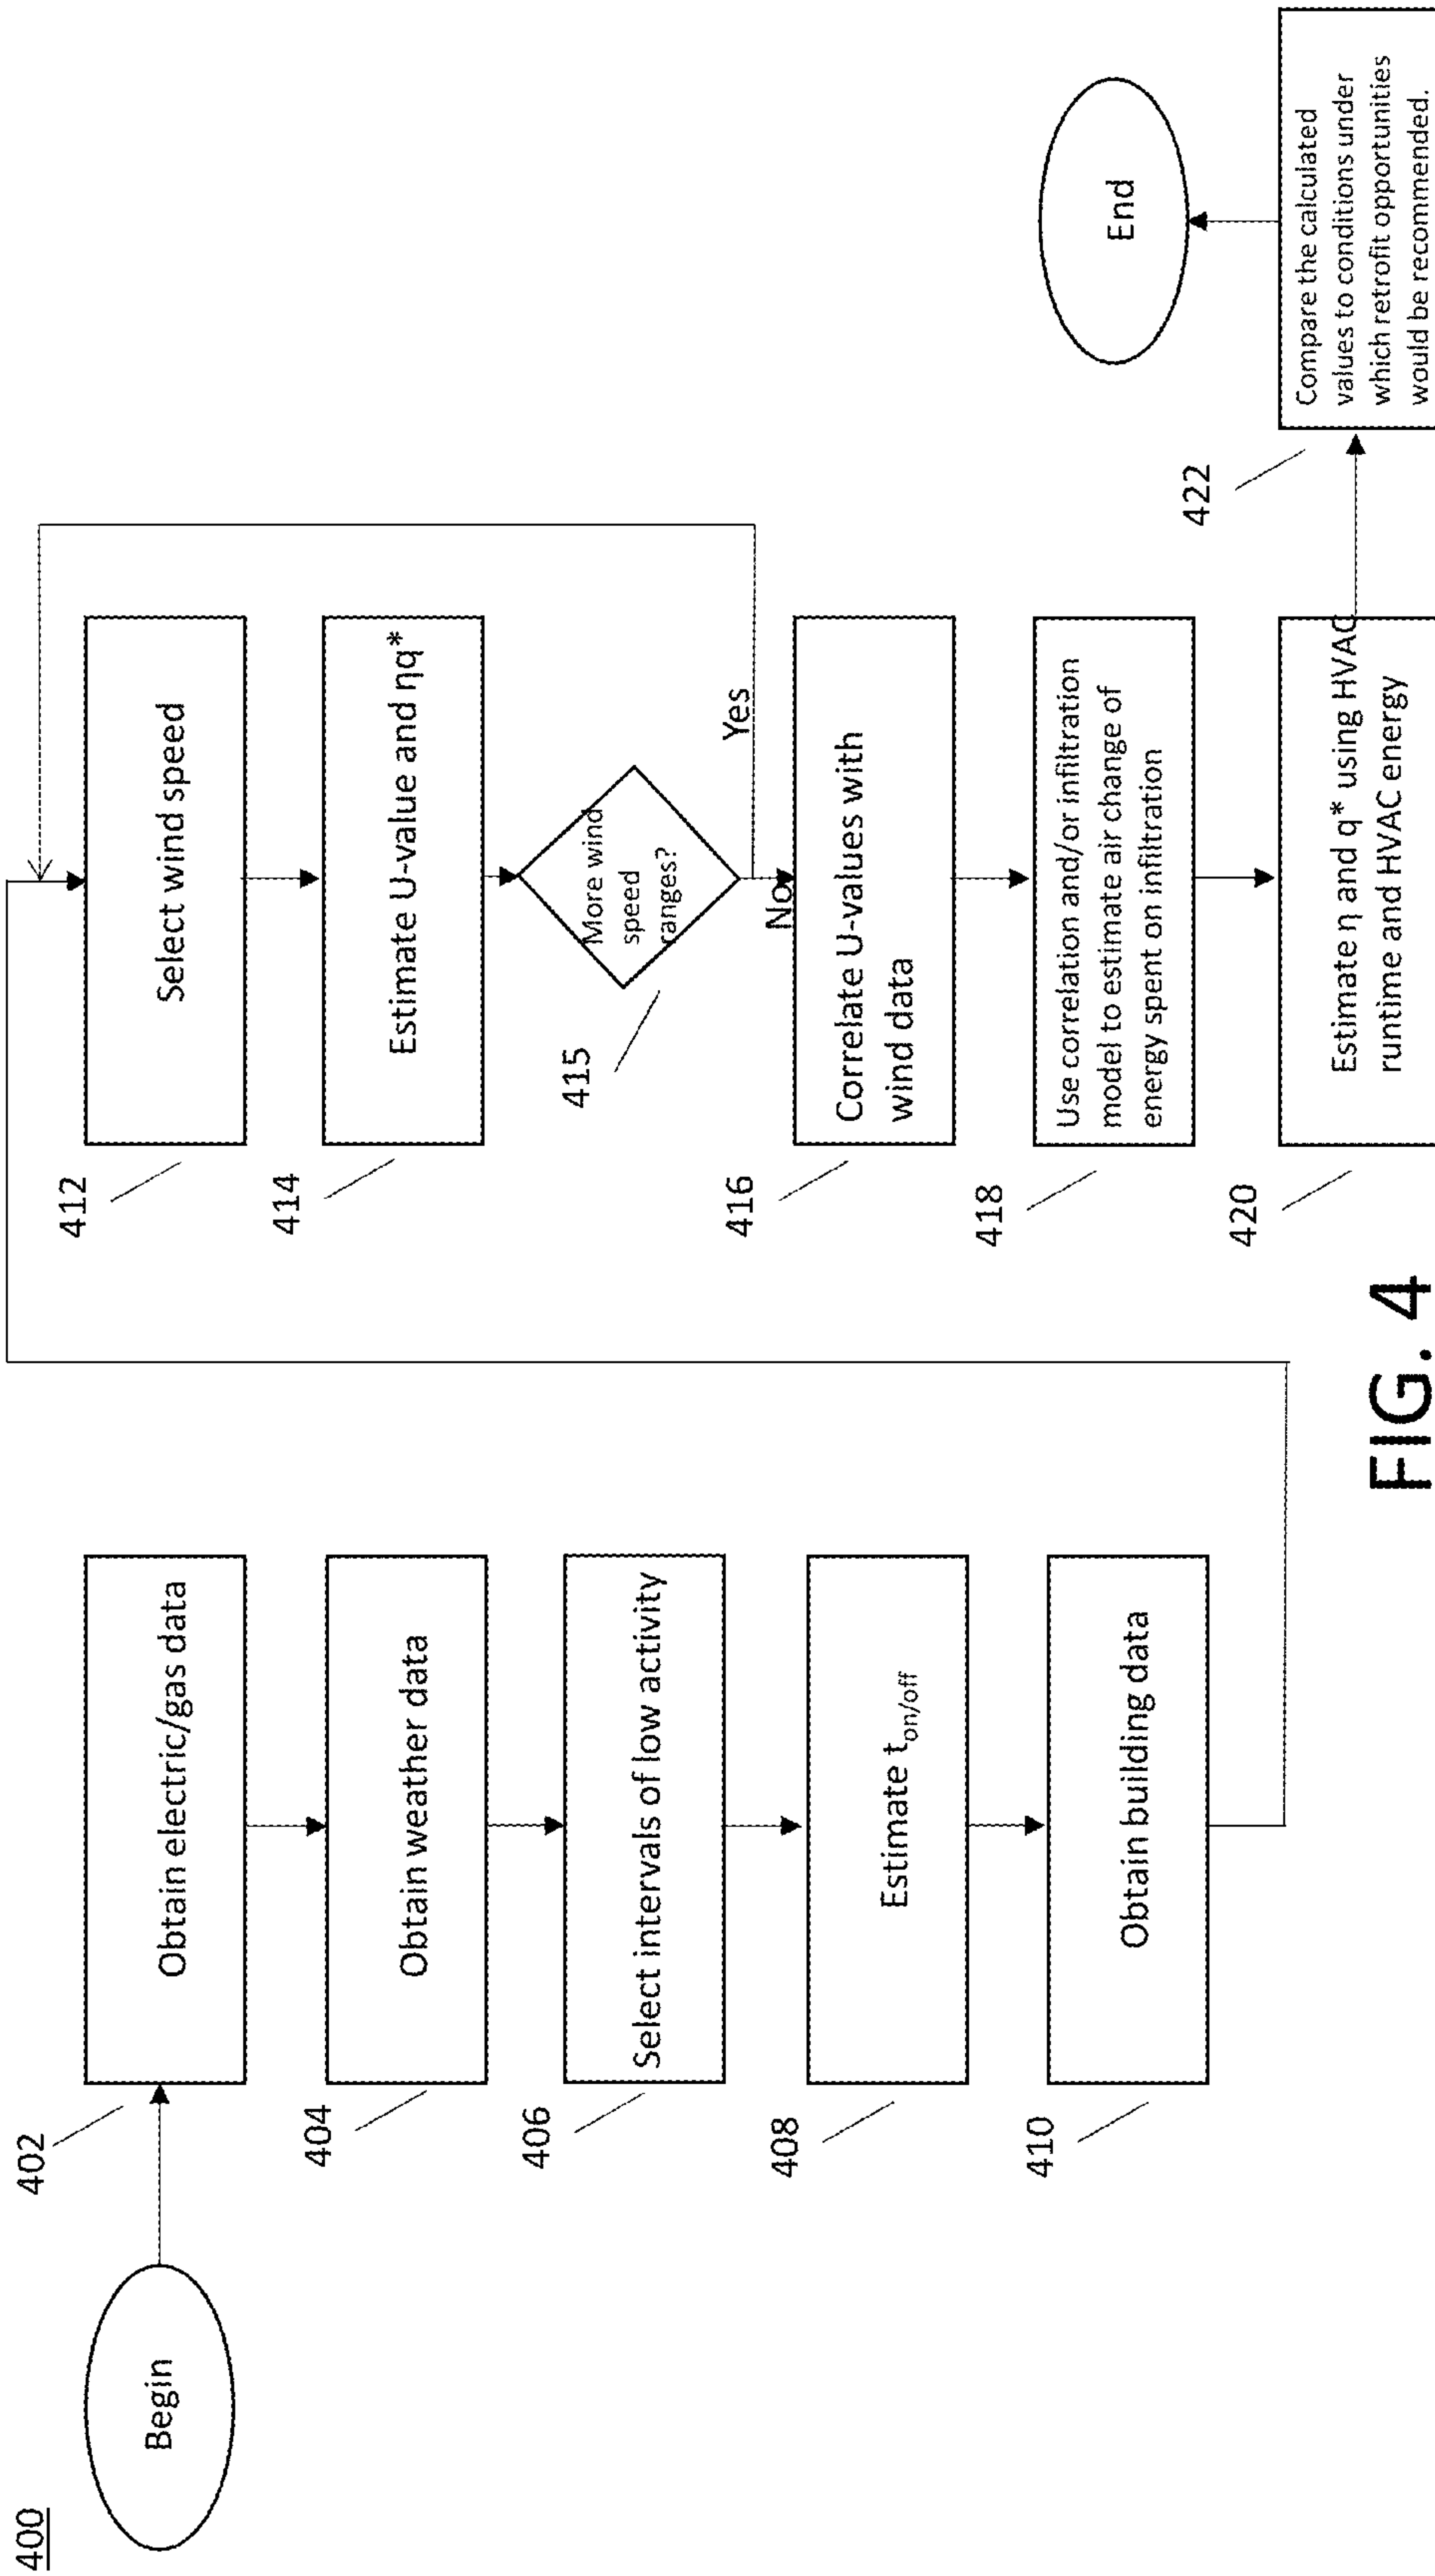 400
Begin
402
Obtain electric/gas data
404
Obtain weather data
406
Select intervals of low activity
408
Estimate t on/off
410
Obtain building data
412
Select wind speed
414
Estimate U-value and ηq*
415
More wind
speed
ranges?
Yes
No
416
Correlate U-values with
wind data
418
Use correlation and/or infiltration
model to estimate air change of
energy spent on infiltration
420
Estimate η and q* using HVAC
runtime and HVAC energy
422
Compare the calculated
values to conditions under
which retrofit opportunities
would be recommended.
End
FIG. 4